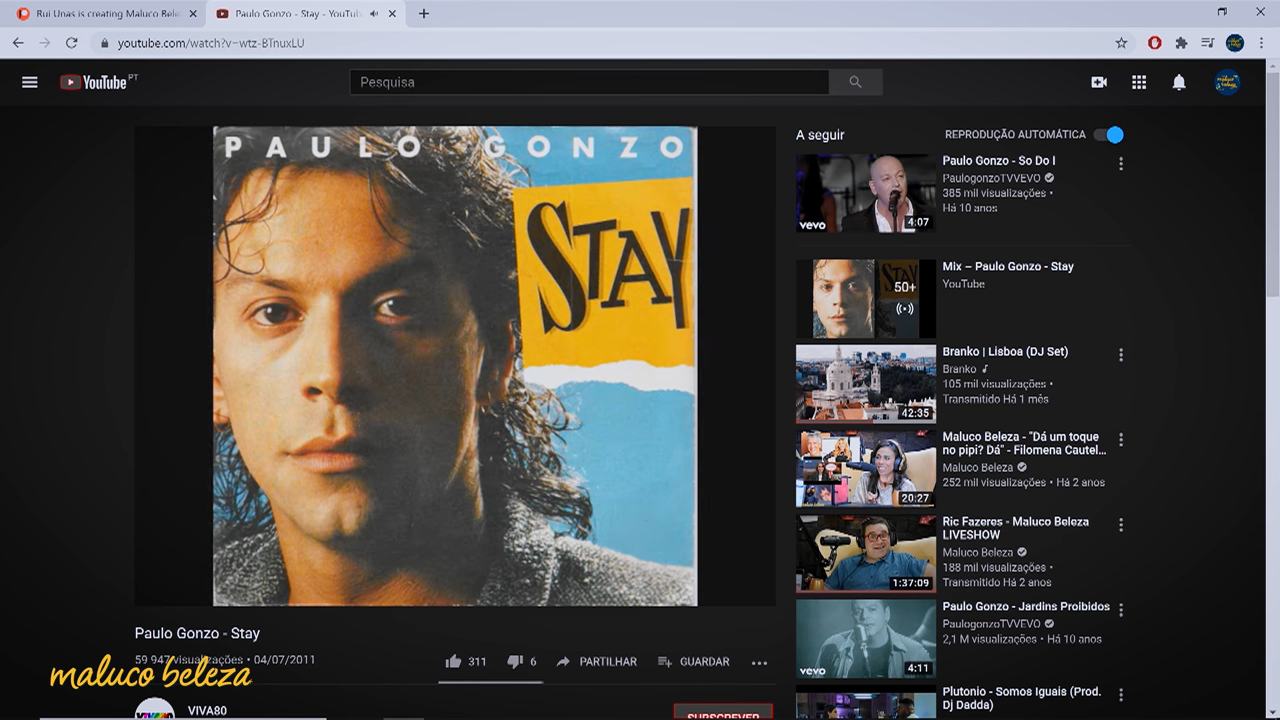 Rui Unas is creating Maluco Bele
Paulo Gonzo - Stay - YouTub
youtube.com/watch?v=wtz-BTnuxLU
YouTube PT
Pesquisa
maluco beleza
PAULO GONZO
STAY
Paulo Gonzo - Stay
59 947 visualizações • 04/07/2011
311
6
PARTILHAR
GUARDAR
VIVA80
SUBSCREVER
A seguir
REPRODUÇÃO AUTOMÁTICA
Paulo Gonzo - So Do I
PaulogonzoTVVEVO
385 mil visualizações •
Há 10 anos
vevo
4:07
Mix – Paulo Gonzo - Stay
YouTube
STAY
50+
Branko | Lisboa (DJ Set)
Branko
105 mil visualizações •
Transmitido Há 1 mês
42:35
Maluco Beleza - "Dá um toque
no pipi? Dá" - Filomena Cautel...
Maluco Beleza
252 mil visualizações • Há 2 anos
20:27
Ric Fazeres - Maluco Beleza
LIVESHOW
Maluco Beleza
188 mil visualizações •
Transmitido Há 2 anos
1:37:09
Paulo Gonzo - Jardins Proibidos
PaulogonzoTVVEVO
2,1 M visualizações • Há 10 anos
vevo
4:11
Plutonio - Somos Iguais (Prod.
Dj Dadda)
maluco beleza